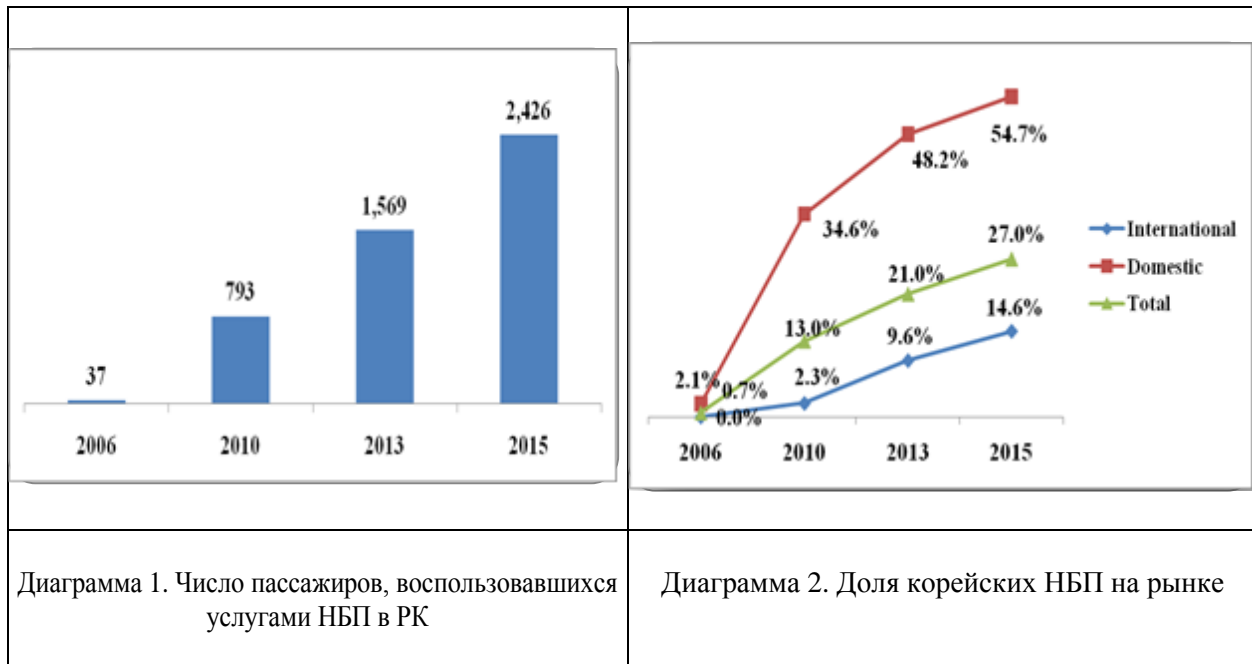 2,426
1,569
793
37
2006 2010 2013 2015
54.7%
48.2%
34.6%
27.0%
21.0%
14.6%
13.0%
9.6%
2.3%
2.1%
0.7%
0.0%
2006 2010 2013 2015
International
Domestic
Total
Диаграмма 1. Число пассажиров, воспользовавшихся
услугами НБП в РК
Диаграмма 2. Доля корейских НБП на рынке